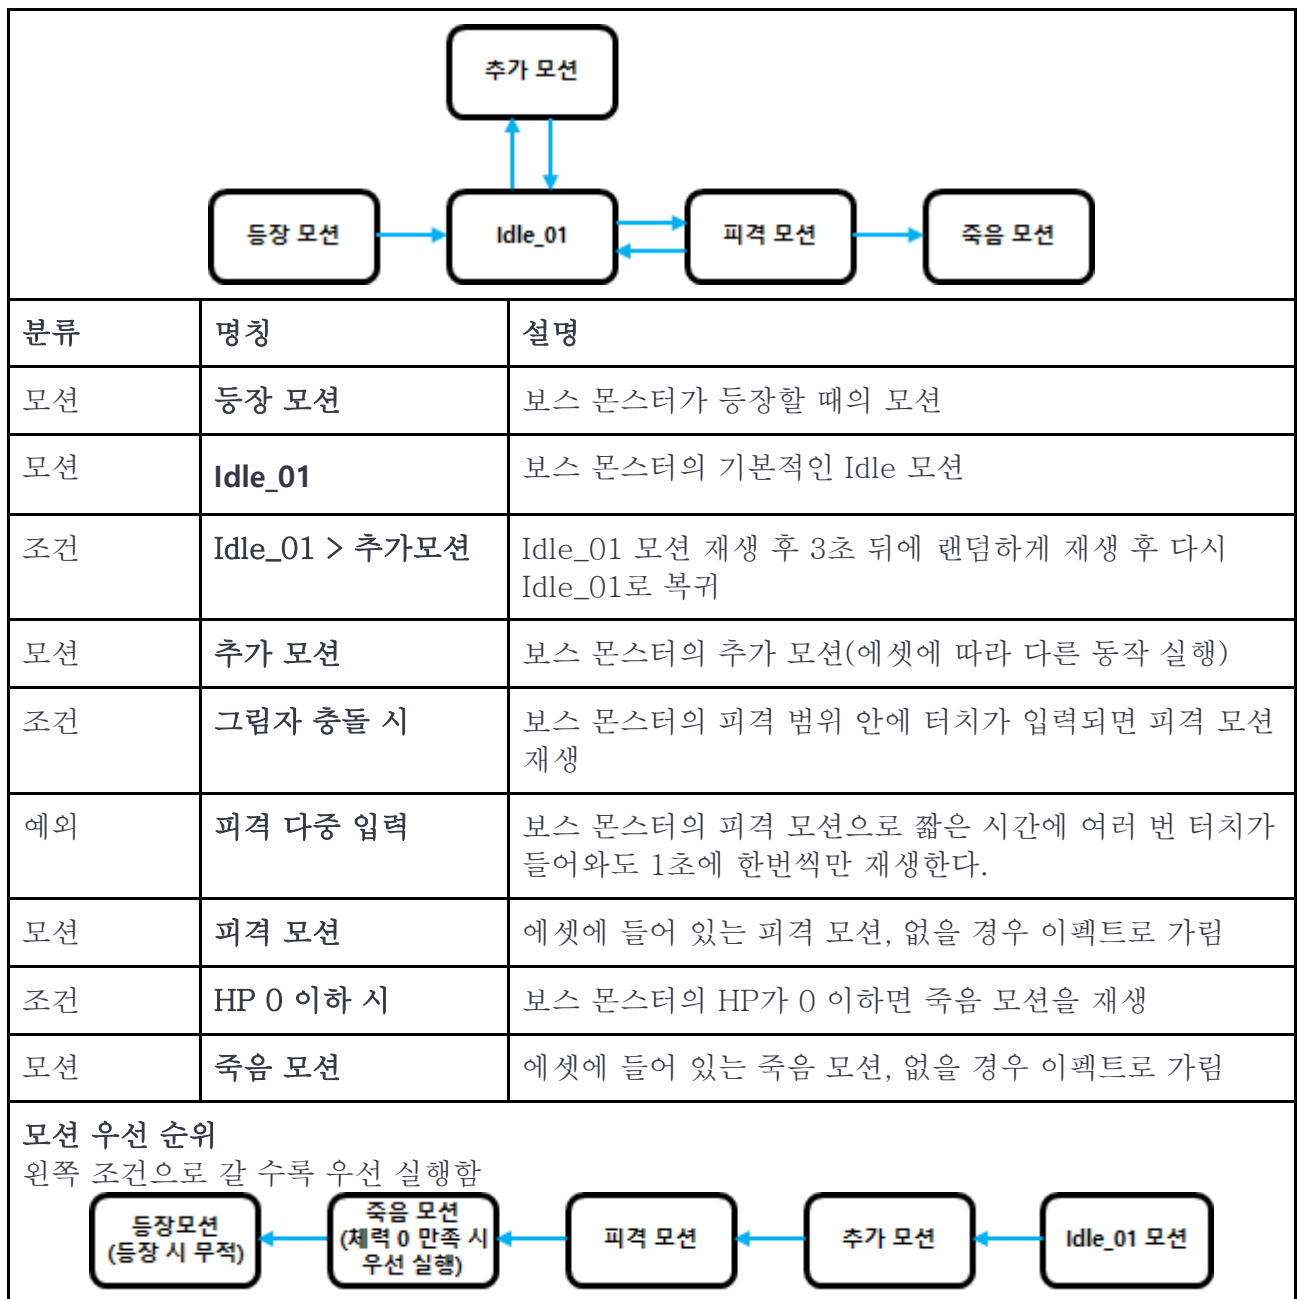 추가 모션
등장 모션
Idle_01
피격 모션
죽음 모션
분류 명칭 설명
모션 등장 모션 보스 몬스터가 등장할 때의 모션
모션 Idle_01 보스 몬스터의 기본적인 Idle 모션
조건 Idle_01 > 추가모션 Idle_01 모션 재생 후 3초 뒤에 랜덤하게 재생 후 다시
Idle_01로 복귀
모션 추가 모션 보스 몬스터의 추가 모션(에셋에 따라 다른 동작 실행)
조건 그림자 충돌 시 보스 몬스터의 피격 범위 안에 터치가 입력되면 피격 모션
재생
예외 피격 다중 입력 보스 몬스터의 피격 모션으로 짧은 시간에 여러 번 터치가
들어와도 1초에 한번씩만 재생한다.
모션 피격 모션 에셋에 들어 있는 피격 모션, 없을 경우 이펙트로 가림
조건 HP 0 이하 시 보스 몬스터의 HP가 0 이하면 죽음 모션을 재생
모션 죽음 모션 에셋에 들어 있는 죽음 모션, 없을 경우 이펙트로 가림
모션 우선 순위
왼쪽 조건으로 갈 수록 우선 실행함
등장모션
(등장 시 무적)
죽음 모션
(체력 0 만족 시
우선 실행)
피격 모션
추가 모션
Idle_01 모션